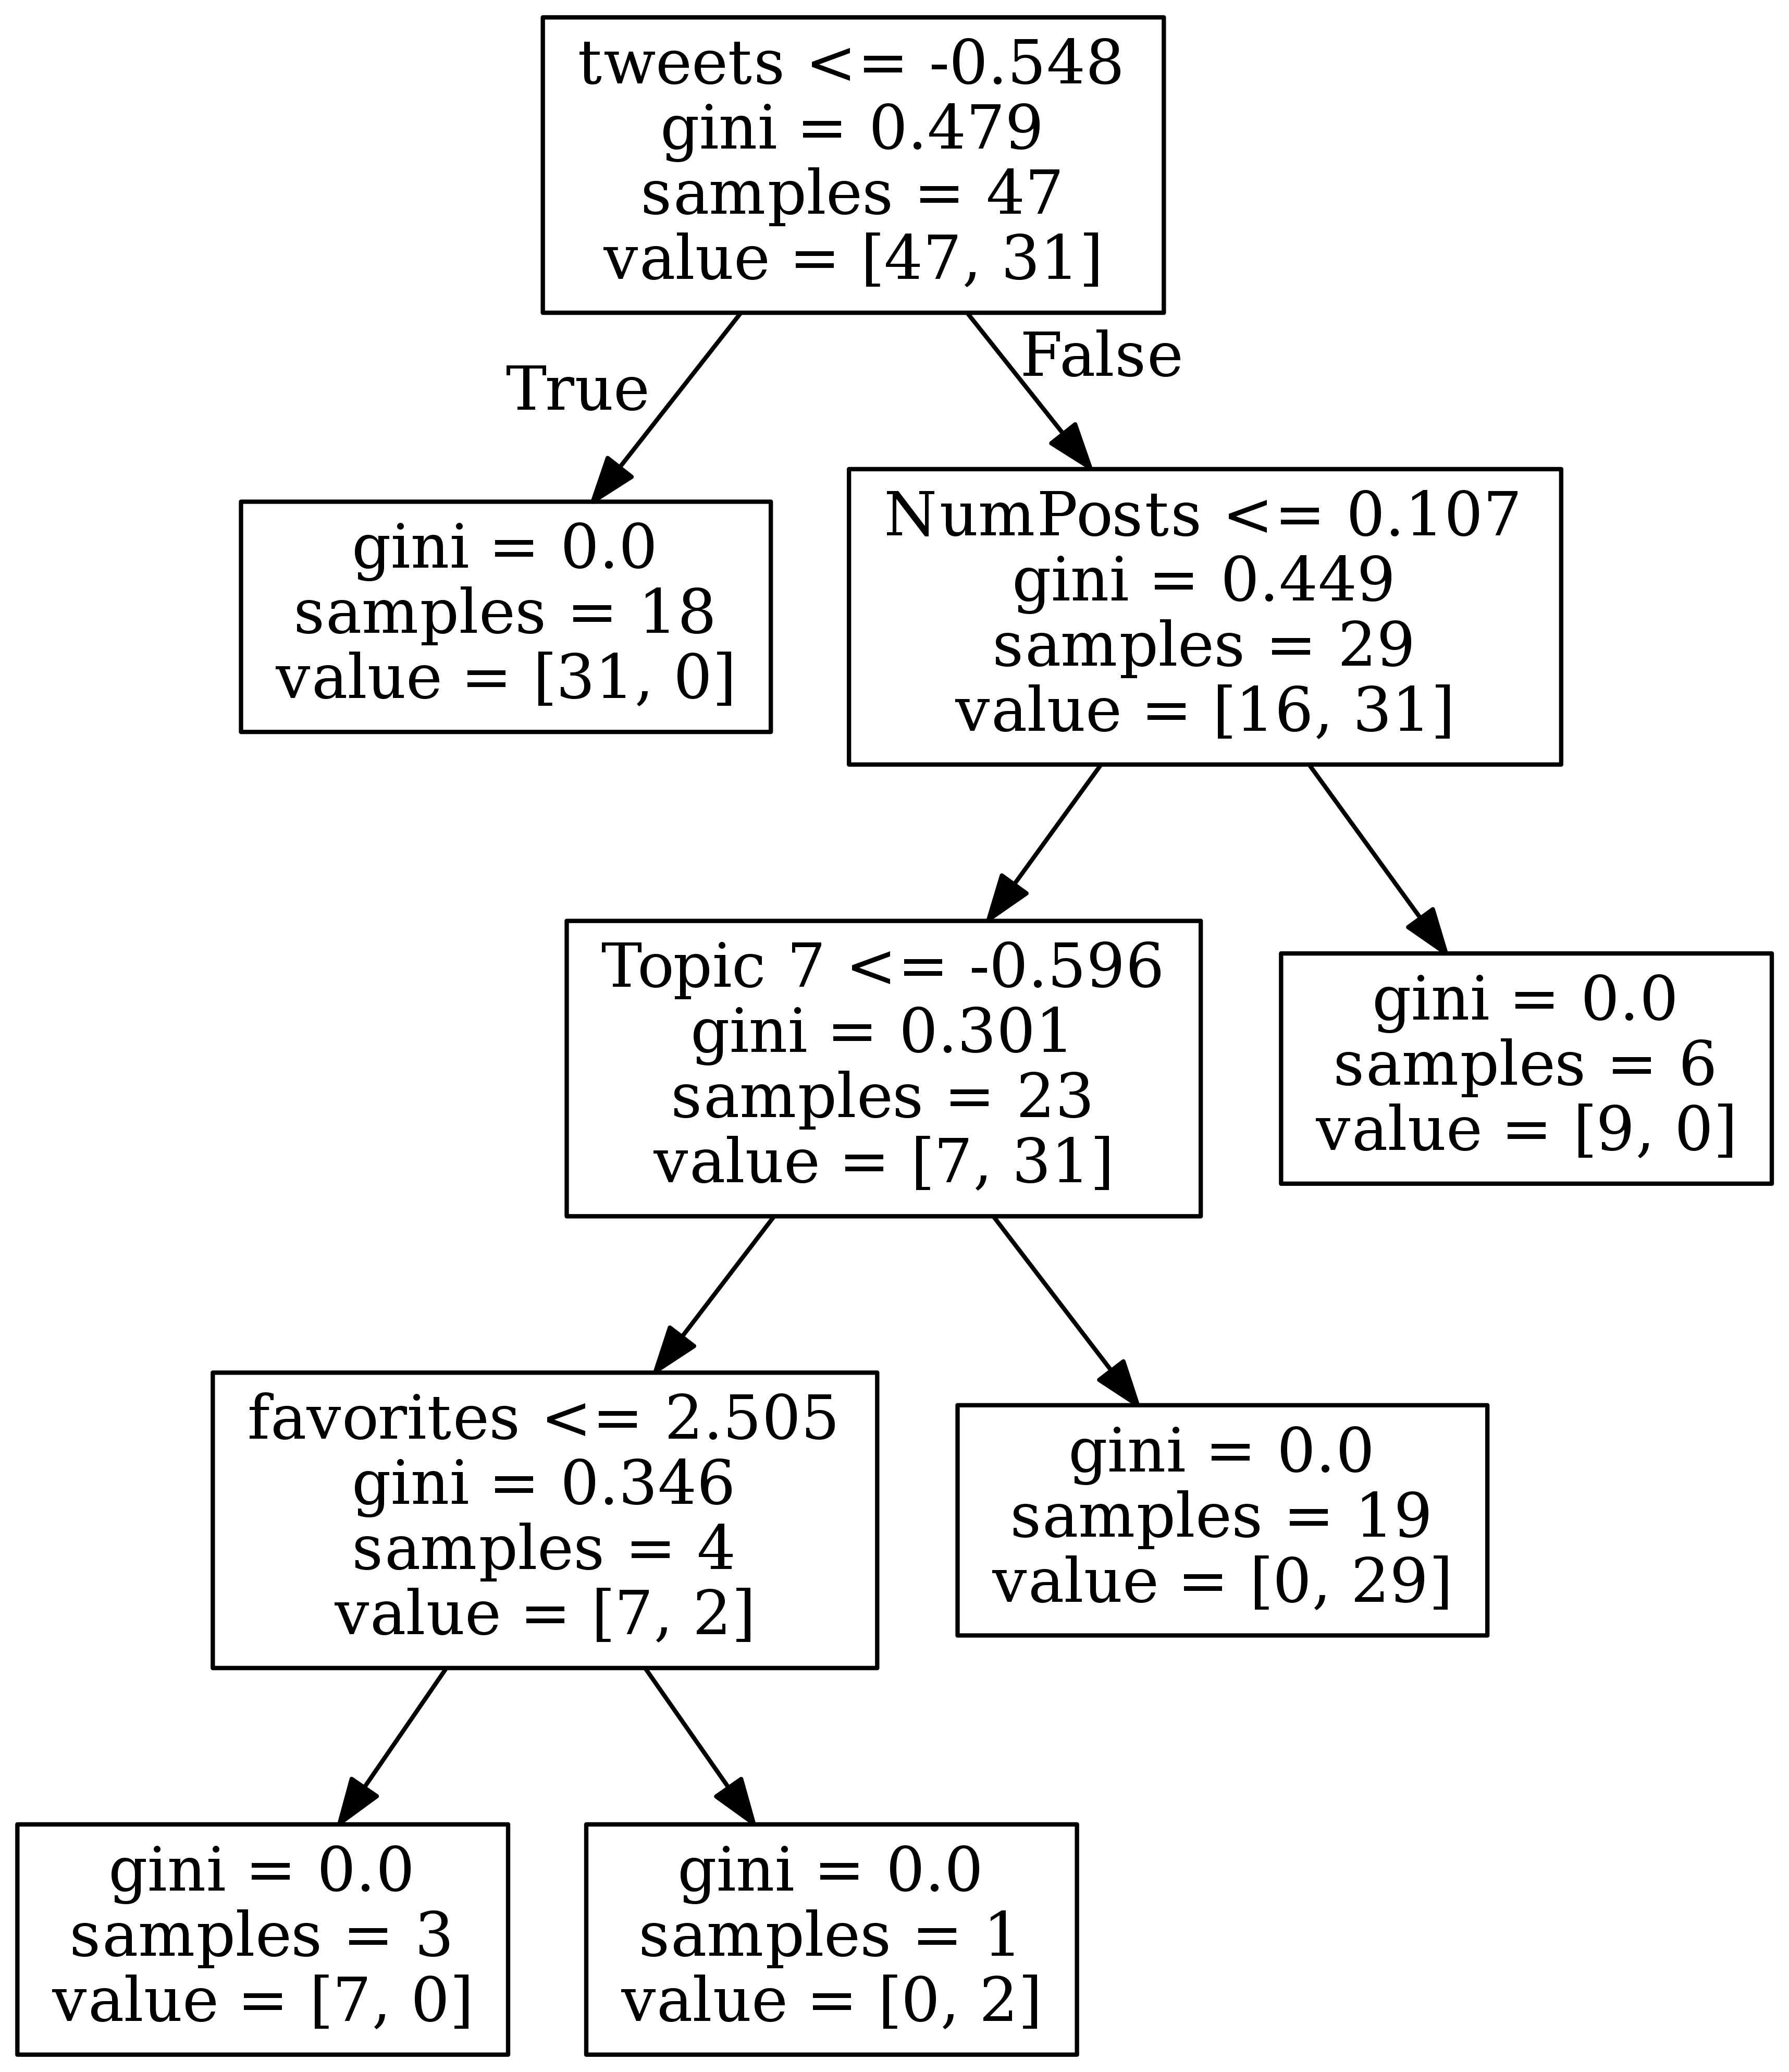 tweets <= -0.548
gini = 0.479
samples = 47
value = [47, 31]
True
False
gini = 0.0
samples = 18
value = [31, 0]
NumPosts <= 0.107
gini = 0.449
samples = 29
value = [16, 31]
Topic 7 <= -0.596
gini = 0.301
samples = 23
value = [7, 31]
gini = 0.0
samples = 6
value = [9, 0]
favorites <= 2.505
gini = 0.346
samples = 4
value = [7, 2]
gini = 0.0
samples = 19
value = [0, 29]
gini = 0.0
samples = 3
value = [7, 0]
gini = 0.0
samples = 1
value = [0, 2]